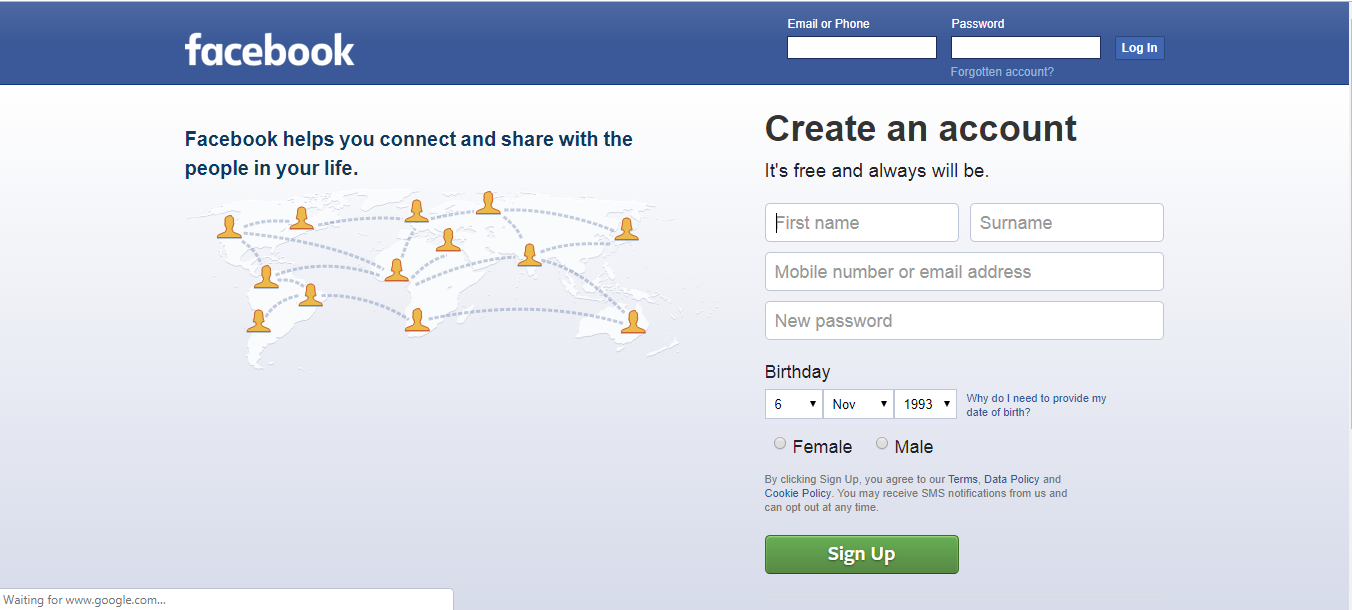 facebook
Email or Phone
Password
Log In
Forgotten account?
Facebook helps you connect and share with the
people in your life.
Create an account
It's free and always will be.
First name
Surname
Mobile number or email address
New password
Birthday
6
Nov
1993
Why do I need to provide my
date of birth?
Female
Male
By clicking Sign Up, you agree to our Terms, Data Policy and
Cookie Policy. You may receive SMS notifications from us and
can opt out at any time.
Sign Up
Waiting for www.google.com...